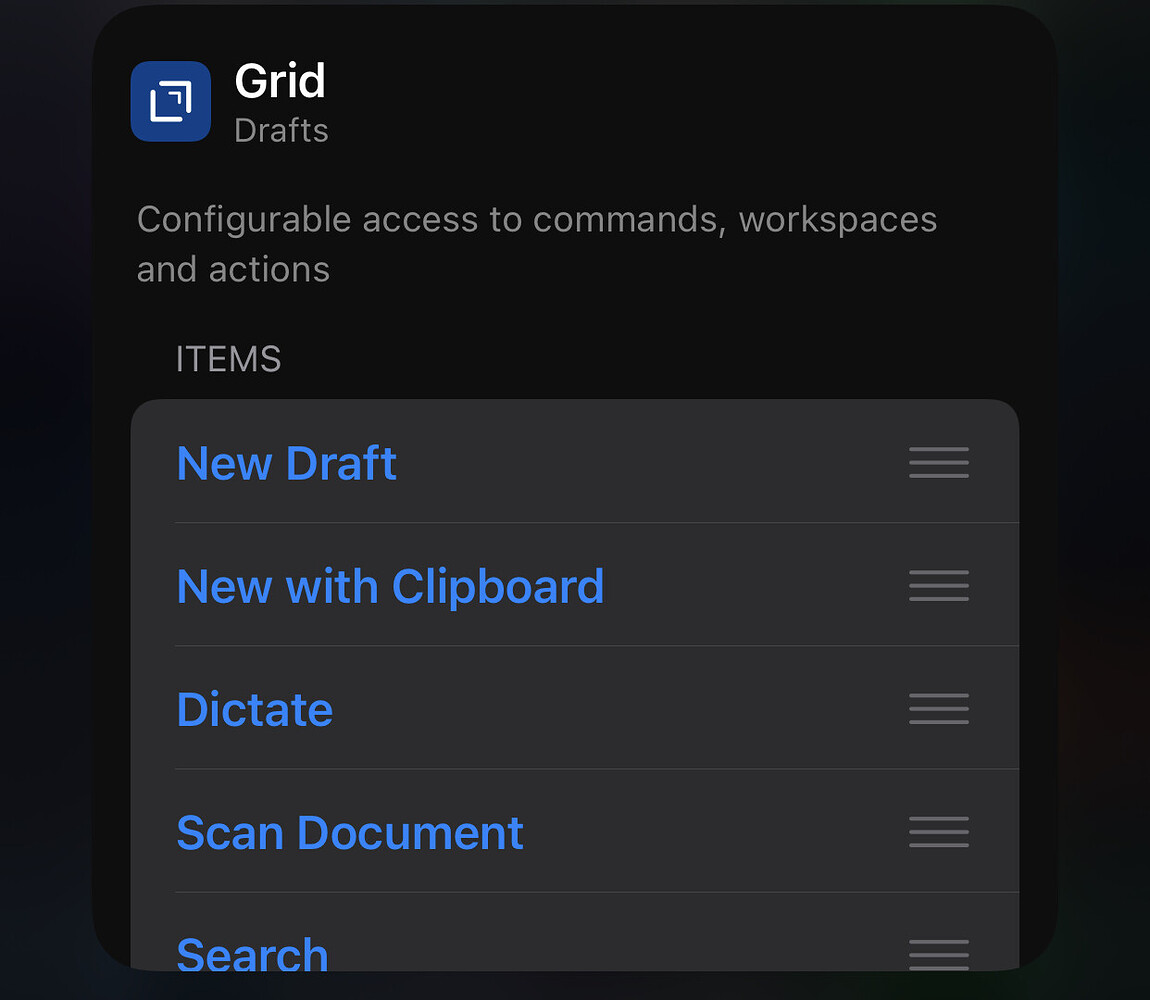 Grid
Drafts
Configurable access to commands, workspaces
and actions
ITEMS
New Draft
New with Clipboard
Dictate
Scan Document
Search